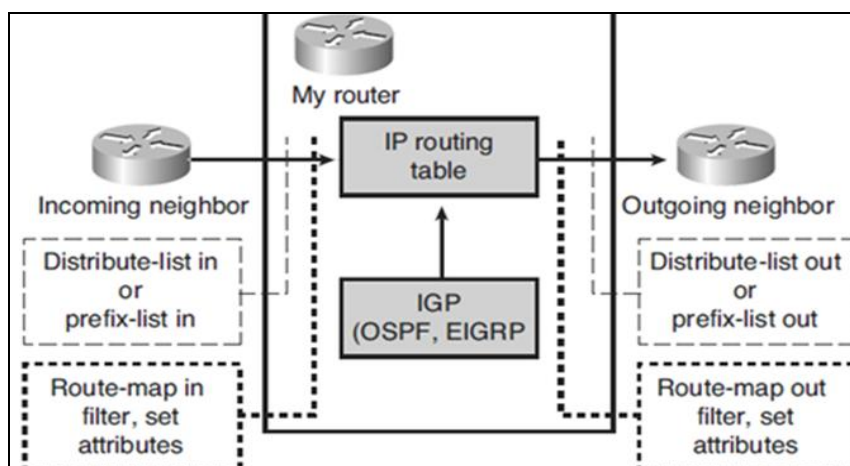 My router
Incoming neighbor
IP routing
table
Outgoing neighbor
Distribute-list in
or
prefix-list in
IGP
(OSPF, EIGRP
Distribute-list out
or
prefix-list out
Route-map in
filter, set
attributes
Route-map out
filter, set
attributes